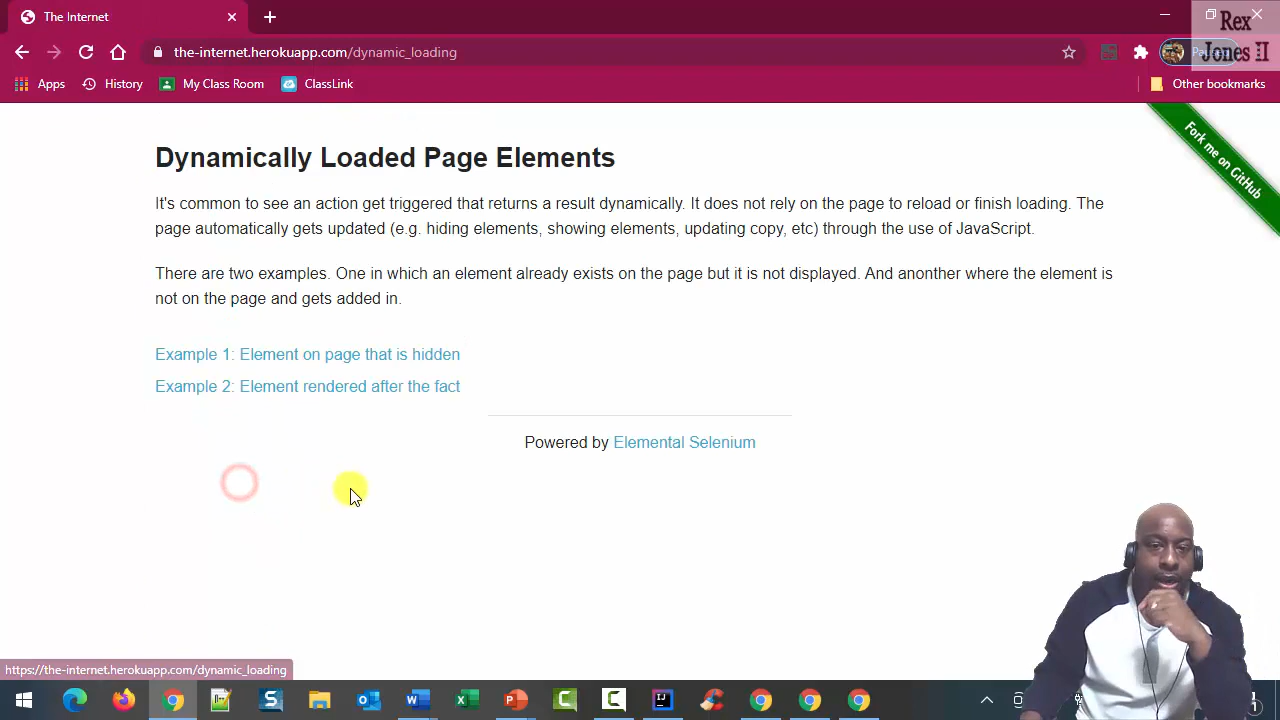 The Internet
Rex
Jones II
the-internet.herokuapp.com/dynamic_loading
Apps
History
My Class Room
ClassLink
Other bookmarks
Fork me on GitHub
Dynamically Loaded Page Elements
It's common to see an action get triggered that returns a result dynamically. It does not rely on the page to reload or finish loading. The
page automatically gets updated (e.g. hiding elements, showing elements, updating copy, etc) through the use of JavaScript.
There are two examples. One in which an element already exists on the page but it is not displayed. And anonther where the element is
not on the page and gets added in.
Example 1: Element on page that is hidden
Example 2: Element rendered after the fact
Powered by Elemental Selenium
https://the-internet.herokuapp.com/dynamic_loading